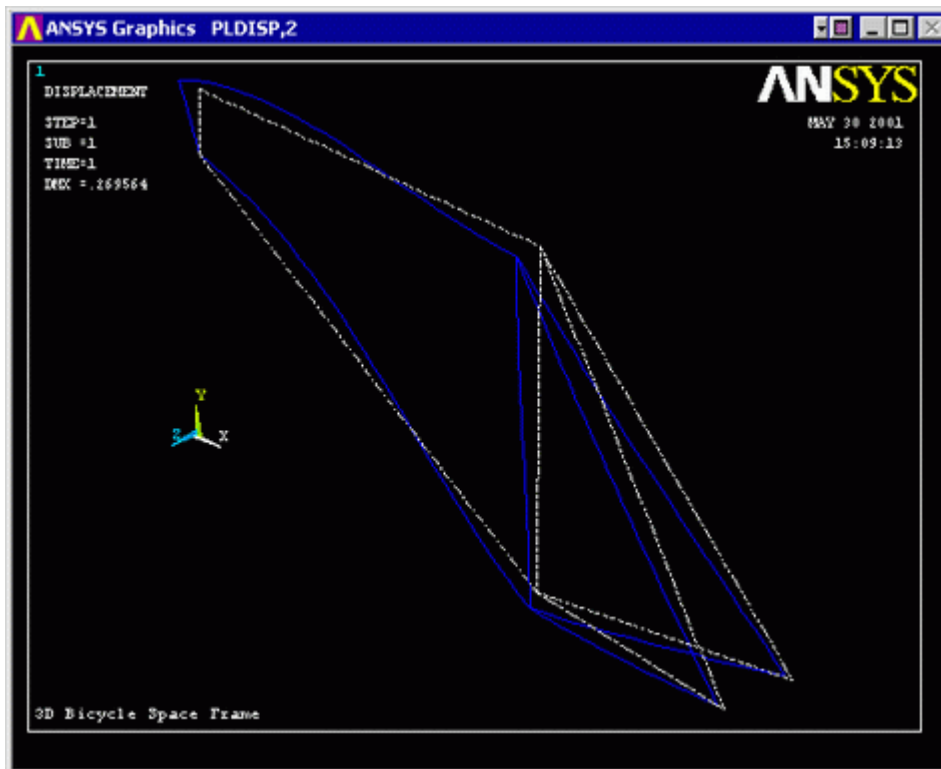 ANSYS Graphics PLDISP,2
1
DISPLACEMENT
STEP=1
SUB =1
TIME=1
DMX =.269564
ANSYS
MAY 30 2001
15:09:13
Y
Z
X
3D Bicycle Space Frame